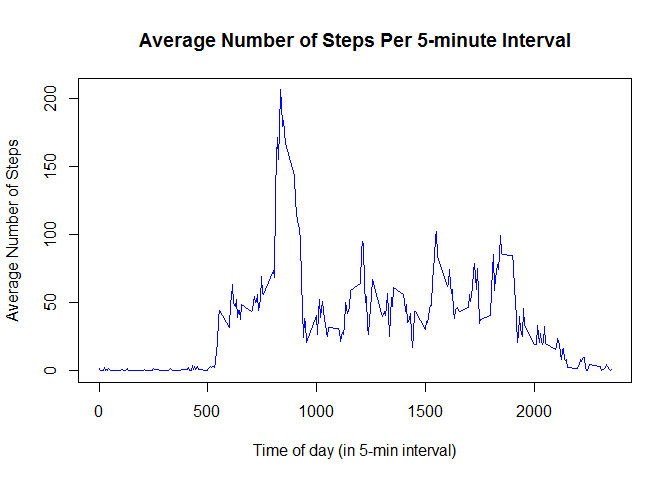 Average Number of Steps Per 5-minute Interval
Average Number of Steps
200
150
100
50
0
0 500 1000 1500 2000
Time of day (in 5-min interval)